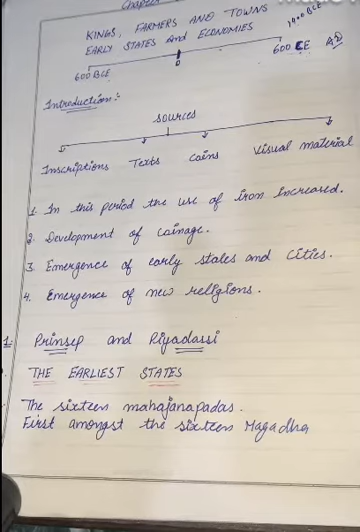 Chapter
KINGS, FARMERS AND TOWNS
EARLY STATES and ECONOMIES
600 BCE
0
600 CE AD
Introduction:-
sources
Inscriptions Texts Coins Visual material
1. In this period the use of iron increased.
2. Development of coinage.
3. Emergence of early states and cities.
4. Emergence of new religions.
1:- Prinsep and Piyadassi
THE EARLIEST STATES
The sixteen mahajanapadas.
First amongst the sixteen Magadha